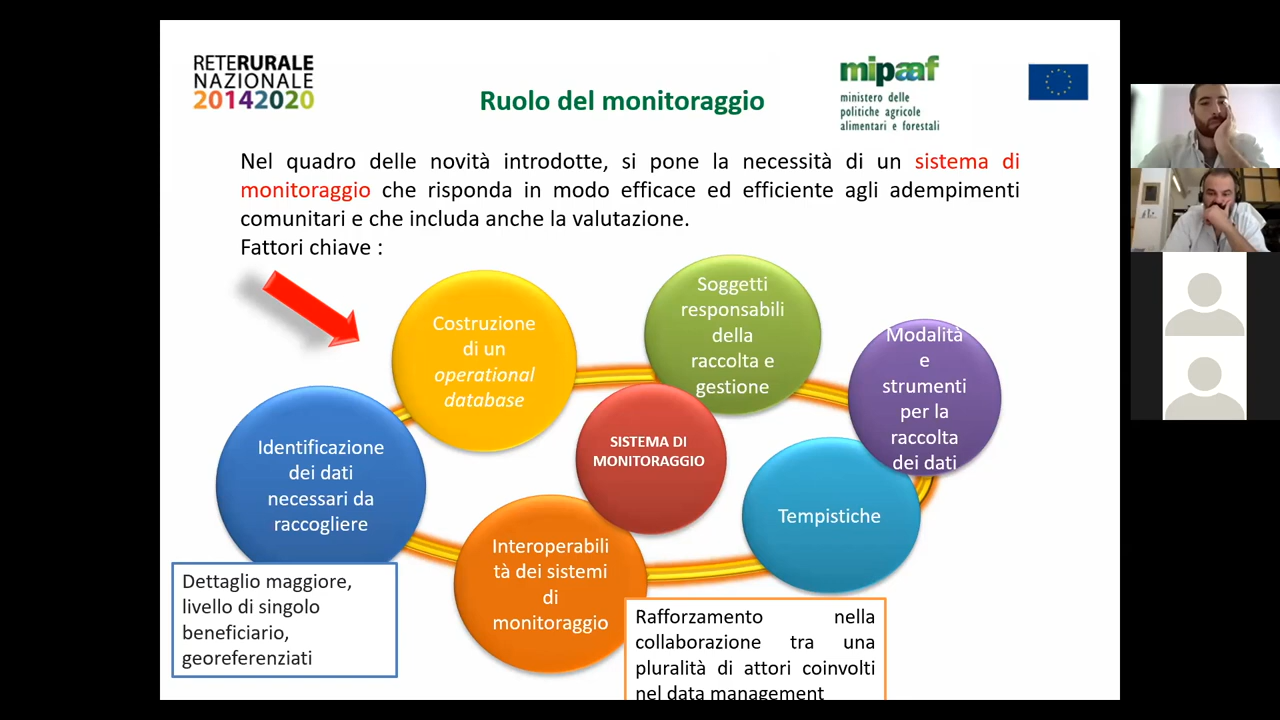 RETERURALE
NAZIONALE
20142020
Ruolo del monitoraggio
mipaaf
ministero delle
politiche agricole
alimentari e forestali
Nel quadro delle novità introdotte, si pone la necessità di un sistema di
monitoraggio che risponda in modo efficace ed efficiente agli adempimenti
comunitari e che includa anche la valutazione.
Fattori chiave :
Costruzione
di un
operational
database
Soggetti
responsabili
della
raccolta e
gestione
Modalità
e
strumenti
per la
raccolta
dei dati
Identificazione
dei dati
necessari da
raccogliere
SISTEMA DI
MONITORAGGIO
Tempistiche
Interoperabili
tà dei sistemi
di
monitoraggio
Dettaglio maggiore,
livello di singolo
beneficiario,
georeferenziati
Rafforzamento nella
collaborazione tra una
pluralità di attori coinvolti
nel data management